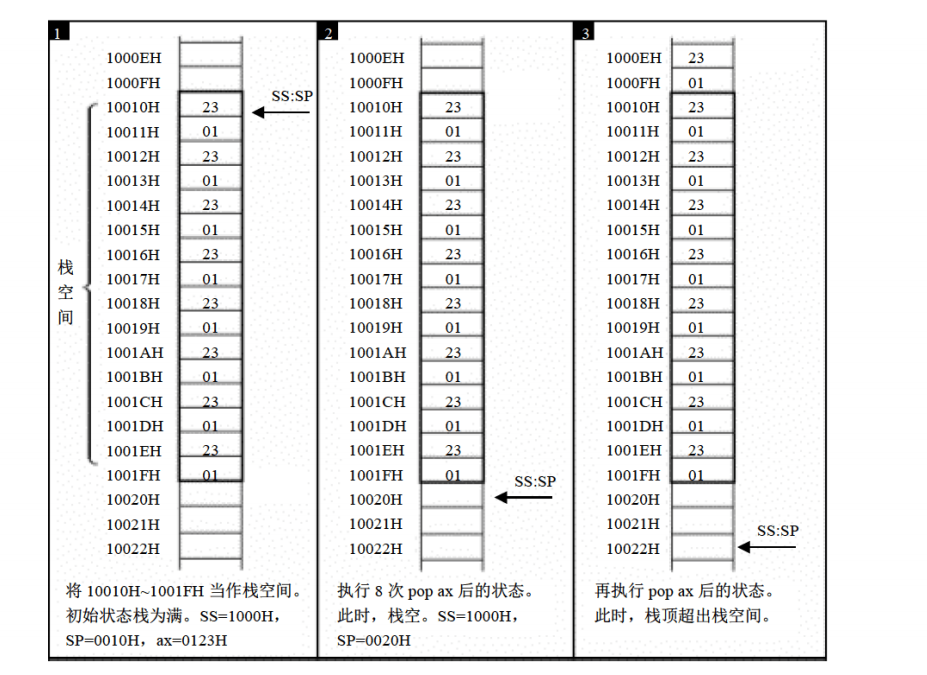 1
1000EH
1000FH
10010H 23 SS:SP
10011H 01
10012H 23
10013H 01
10014H 23
10015H 01
10016H 23
10017H 01
10018H 23
10019H 01
1001AH 23
1001BH 01
1001CH 23
1001DH 01
1001EH 23
1001FH 01
10020H
10021H
10022H
栈空间
将 10010H~1001FH 当作栈空间。
初始状态栈为满。SS=1000H，
SP=0010H，ax=0123H
2
1000EH
1000FH
10010H 23
10011H 01
10012H 23
10013H 01
10014H 23
10015H 01
10016H 23
10017H 01
10018H 23
10019H 01
1001AH 23
1001BH 01
1001CH 23
1001DH 01
1001EH 23
1001FH 01
SS:SP
10020H
10021H
10022H
执行 8 次 pop ax 后的状态。
此时，栈空。SS=1000H，
SP=0020H
3
1000EH 23
1000FH 01
10010H 23
10011H 01
10012H 23
10013H 01
10014H 23
10015H 01
10016H 23
10017H 01
10018H 23
10019H 01
1001AH 23
1001BH 01
1001CH 23
1001DH 01
1001EH 23
1001FH 01
10020H
10021H
SS:SP
10022H
再执行 pop ax 后的状态。
此时，栈顶超出栈空间。